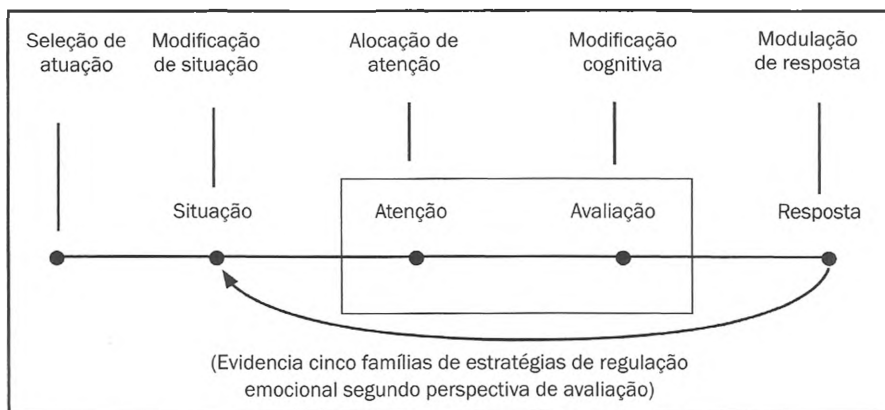 Seleção de
atuação
Modificação
de situação
Alocação de
atenção
Modificação
cognitiva
Modulação
de resposta
Situação
Atenção
Avaliação
Resposta
(Evidencia cinco famílias de estratégias de regulação
emocional segundo perspectiva de avaliação)